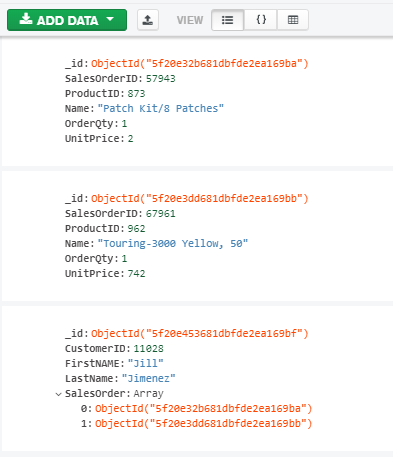 ADD DATA VIEW {}
_id: ObjectId("5f20e32b681dbfde2ea169ba")
SalesOrderID: 57943
ProductID: 873
Name: "Patch Kit/8 Patches"
OrderQty: 1
UnitPrice: 2
_id: ObjectId("5f20e3dd681dbfde2ea169bb")
SalesOrderID: 67961
ProductID: 962
Name: "Touring-3000 Yellow, 50"
OrderQty: 1
UnitPrice: 742
_id: ObjectId("5f20e453681dbfde2ea169bf")
CustomerID: 11028
FirstNAME: "Jill"
LastName: "Jimenez"
SalesOrder: Array
0: ObjectId("5f20e32b681dbfde2ea169ba")
1: ObjectId("5f20e3dd681dbfde2ea169bb")